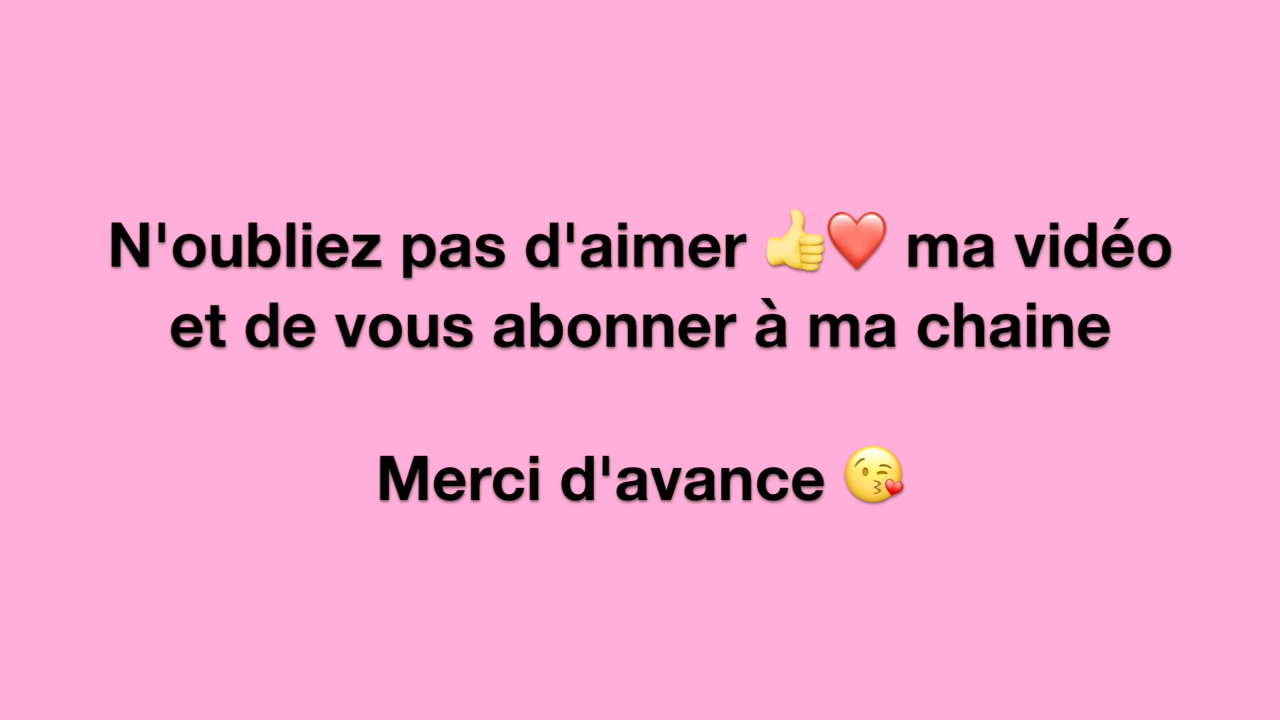 N'oubliez pas d'aimer 👍❤️ ma vidéo
et de vous abonner à ma chaine
Merci d'avance 😘